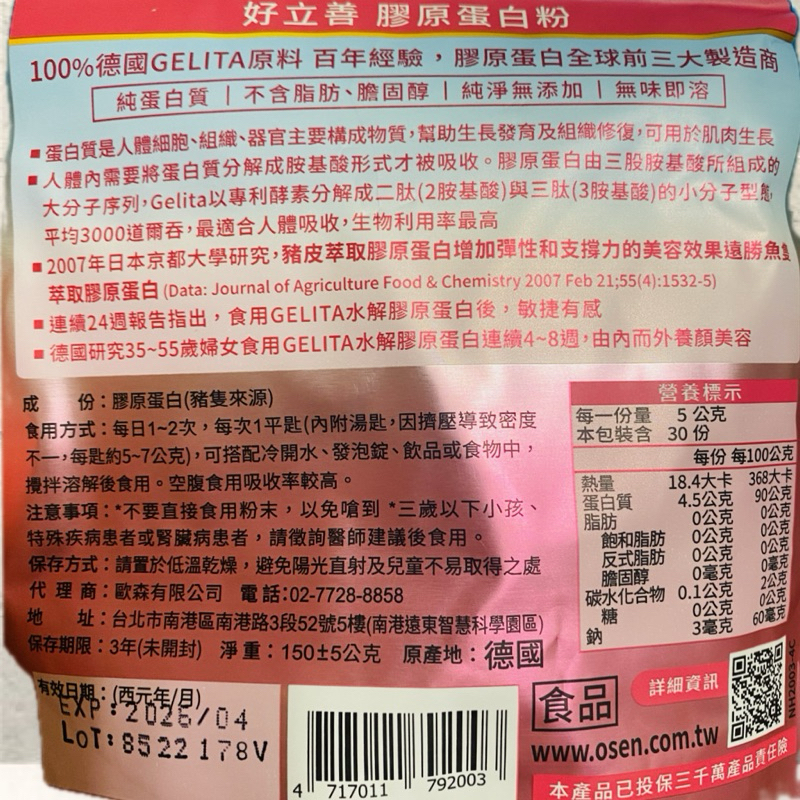 好立善 膠原蛋白粉
100%德國GELITA原料 百年經驗，膠原蛋白全球前三大製造商
純蛋白質 | 不含脂肪、膽固醇 | 純淨無添加 | 無味即溶
■ 蛋白質是人體細胞、組織、器官主要構成物質，幫助生長發育及組織修復，可用於肌肉生長
■ 人體內需要將蛋白質分解成胺基酸形式才被吸收。膠原蛋白由三股胺基酸所組成的
大分子序列，Gelita以專利酵素分解成二肽(2胺基酸)與三肽(3胺基酸)的小分子型態，
平均3000道爾吞，最適合人體吸收，生物利用率最高
■ 2007年日本京都大學研究，豬皮萃取膠原蛋白增加彈性和支撐力的美容效果遠勝魚
萃取膠原蛋白 (Data: Journal of Agriculture Food & Chemistry 2007 Feb 21;55(4):1532-5)
■ 連續24週報告指出，食用GELITA水解膠原蛋白後，敏捷有感
■ 德國研究35~55歲婦女食用GELITA水解膠原蛋白連續4~8週，由內而外養顏美容
成　份：膠原蛋白(豬隻來源)
食用方式：每日1~2次，每次1平匙(內附湯匙，因擠壓導致密度
不一，每匙約5~7公克)，可搭配冷開水、發泡錠、飲品或食物中，
攪拌溶解後食用。空腹食用吸收率較高。
注意事項：*不要直接食用粉末，以免嗆到 *三歲以下小孩、
特殊疾病患者或腎臟病患者，請徵詢醫師建議後食用。
保存方式：請置於低溫乾燥，避免陽光直射及兒童不易取得之處
代 理 商：歐森有限公司　電話:02-7728-8858
地　址：台北市南港區南港路3段52號5樓(南港遠東智慧科學園區)
保存期限：3年(未開封)　淨重：150±5公克　原產地：德國
營養標示
每一份量 5 公克
本包裝含 30 份
每份 每100公克
熱量 18.4大卡 368大卡
蛋白質 4.5公克 90公克
脂肪 0公克 0公克
飽和脂肪 0公克 0公克
反式脂肪 0公克 0公克
膽固醇 0毫克 0毫克
碳水化合物 0.1公克 2公克
糖 0公克 0公克
鈉 3毫克 60毫克
有效日期：(西元年/月)
EXP:2026/04
LoT:8522178V
4 717011 792003
食品
詳細資訊
www.osen.com.tw
NH2003-4C
本產品已投保三千萬產品責任險